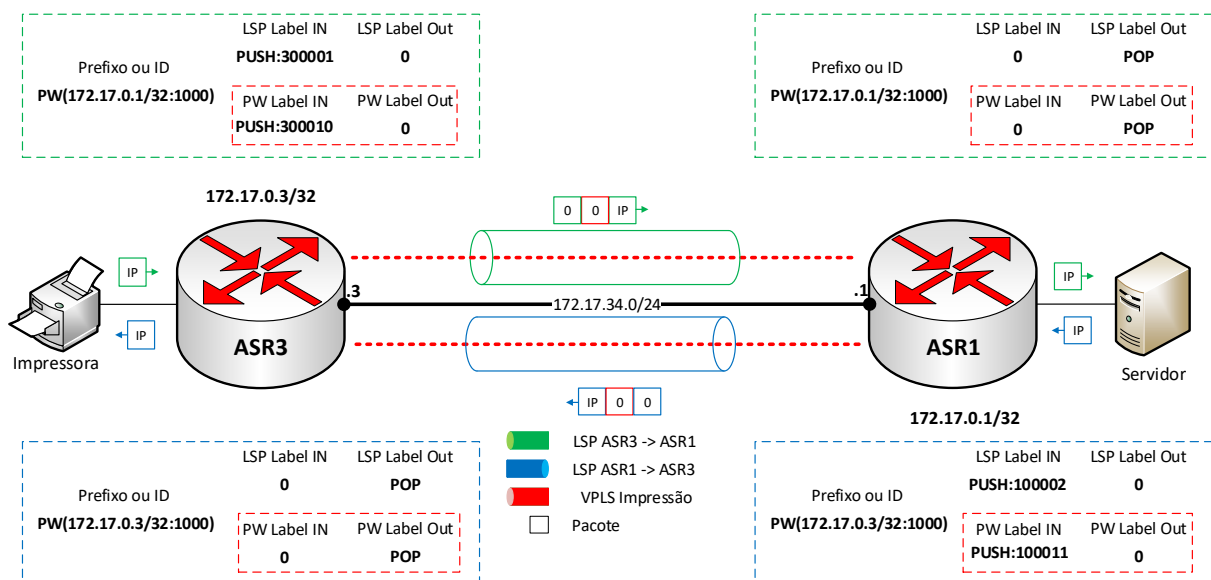 LSP Label IN LSP Label Out
Prefixo ou ID PUSH:300001 0
PW(172.17.0.1/32:1000) PW Label IN PW Label Out
PUSH:300010 0
LSP Label IN LSP Label Out
Prefixo ou ID 0 POP
PW(172.17.0.1/32:1000) PW Label IN PW Label Out
0 POP
172.17.0.3/32
0 0 IP
IP
IP
.3
172.17.34.0/24
.1
IP
IP
Impressora
ASR3
ASR1
Servidor
IP 0 0
172.17.0.1/32
LSP ASR3 -> ASR1
LSP ASR1 -> ASR3
VPLS Impressão
Pacote
LSP Label IN LSP Label Out
Prefixo ou ID 0 POP
PW(172.17.0.3/32:1000) PW Label IN PW Label Out
0 POP
LSP Label IN LSP Label Out
Prefixo ou ID PUSH:100002 0
PW(172.17.0.3/32:1000) PW Label IN PW Label Out
PUSH:100011 0